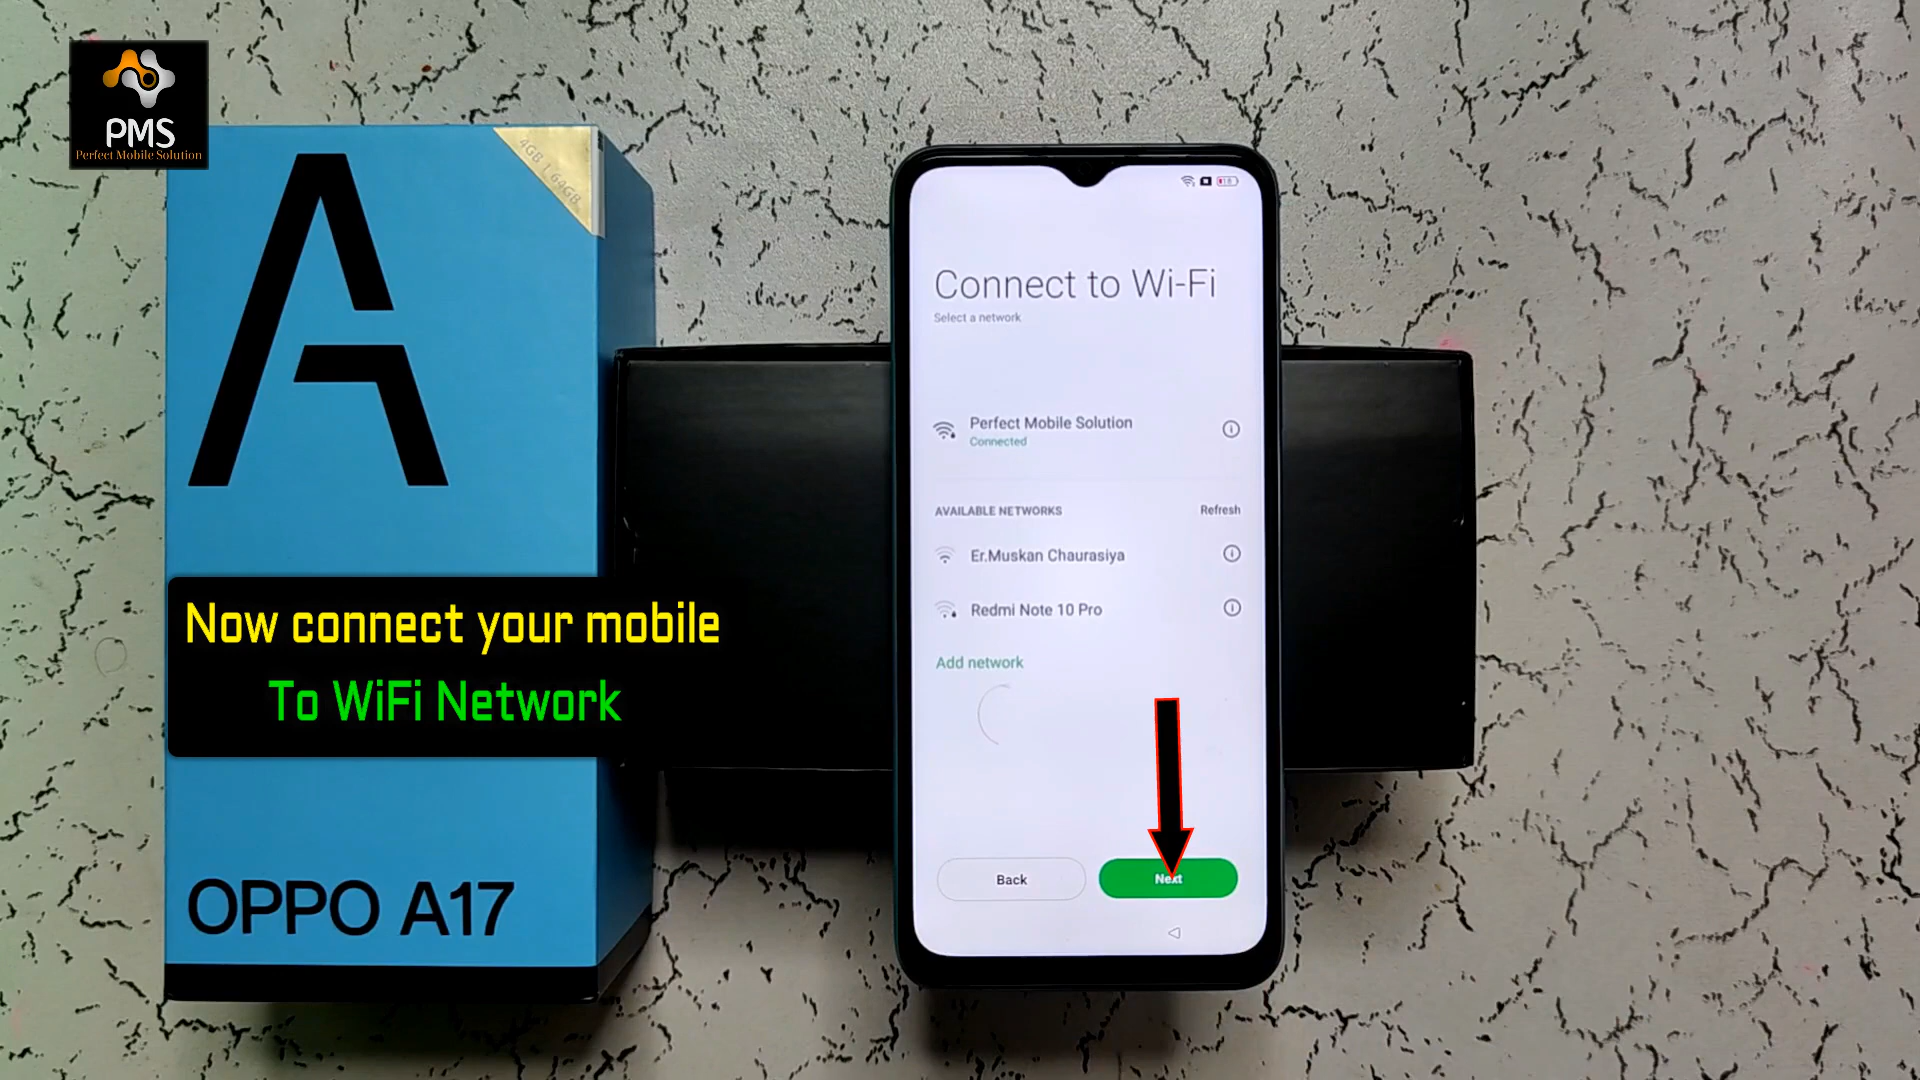 PMS
Perfect Mobile Solution
4GB | 64GB
Now connect your mobile
To WiFi Network
OPPO A17
18
Connect to Wi-Fi
Select a network
Perfect Mobile Solution
Connected
AVAILABLE NETWORKS Refresh
Er.Muskan Chaurasiya
Redmi Note 10 Pro
Add network
Back Next